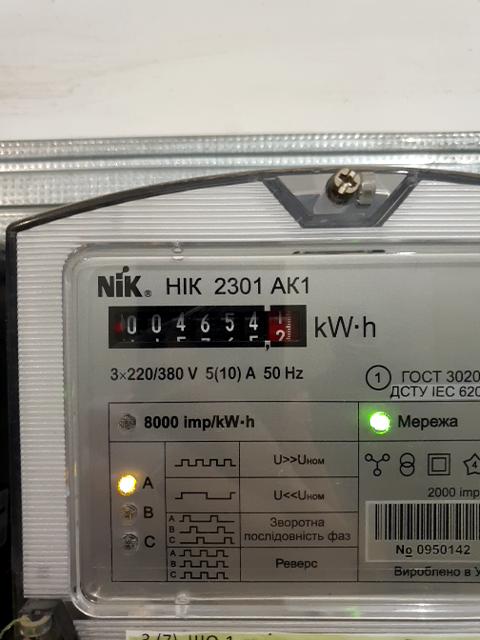 NiK® НІК 2301 АК1
0 0 4 6 5 4 kW·h
3×220/380 V 5(10) A 50 Hz
1 ГОСТ 3020
ДСТУ IEC 620
8000 imp/kW·h Мережа
U>>Uном
A
U<<Uном
B
C
A B C Зворотна
послідовність фаз
A B C Реверс
2000 imp
№ 0950142
Вироблено в У